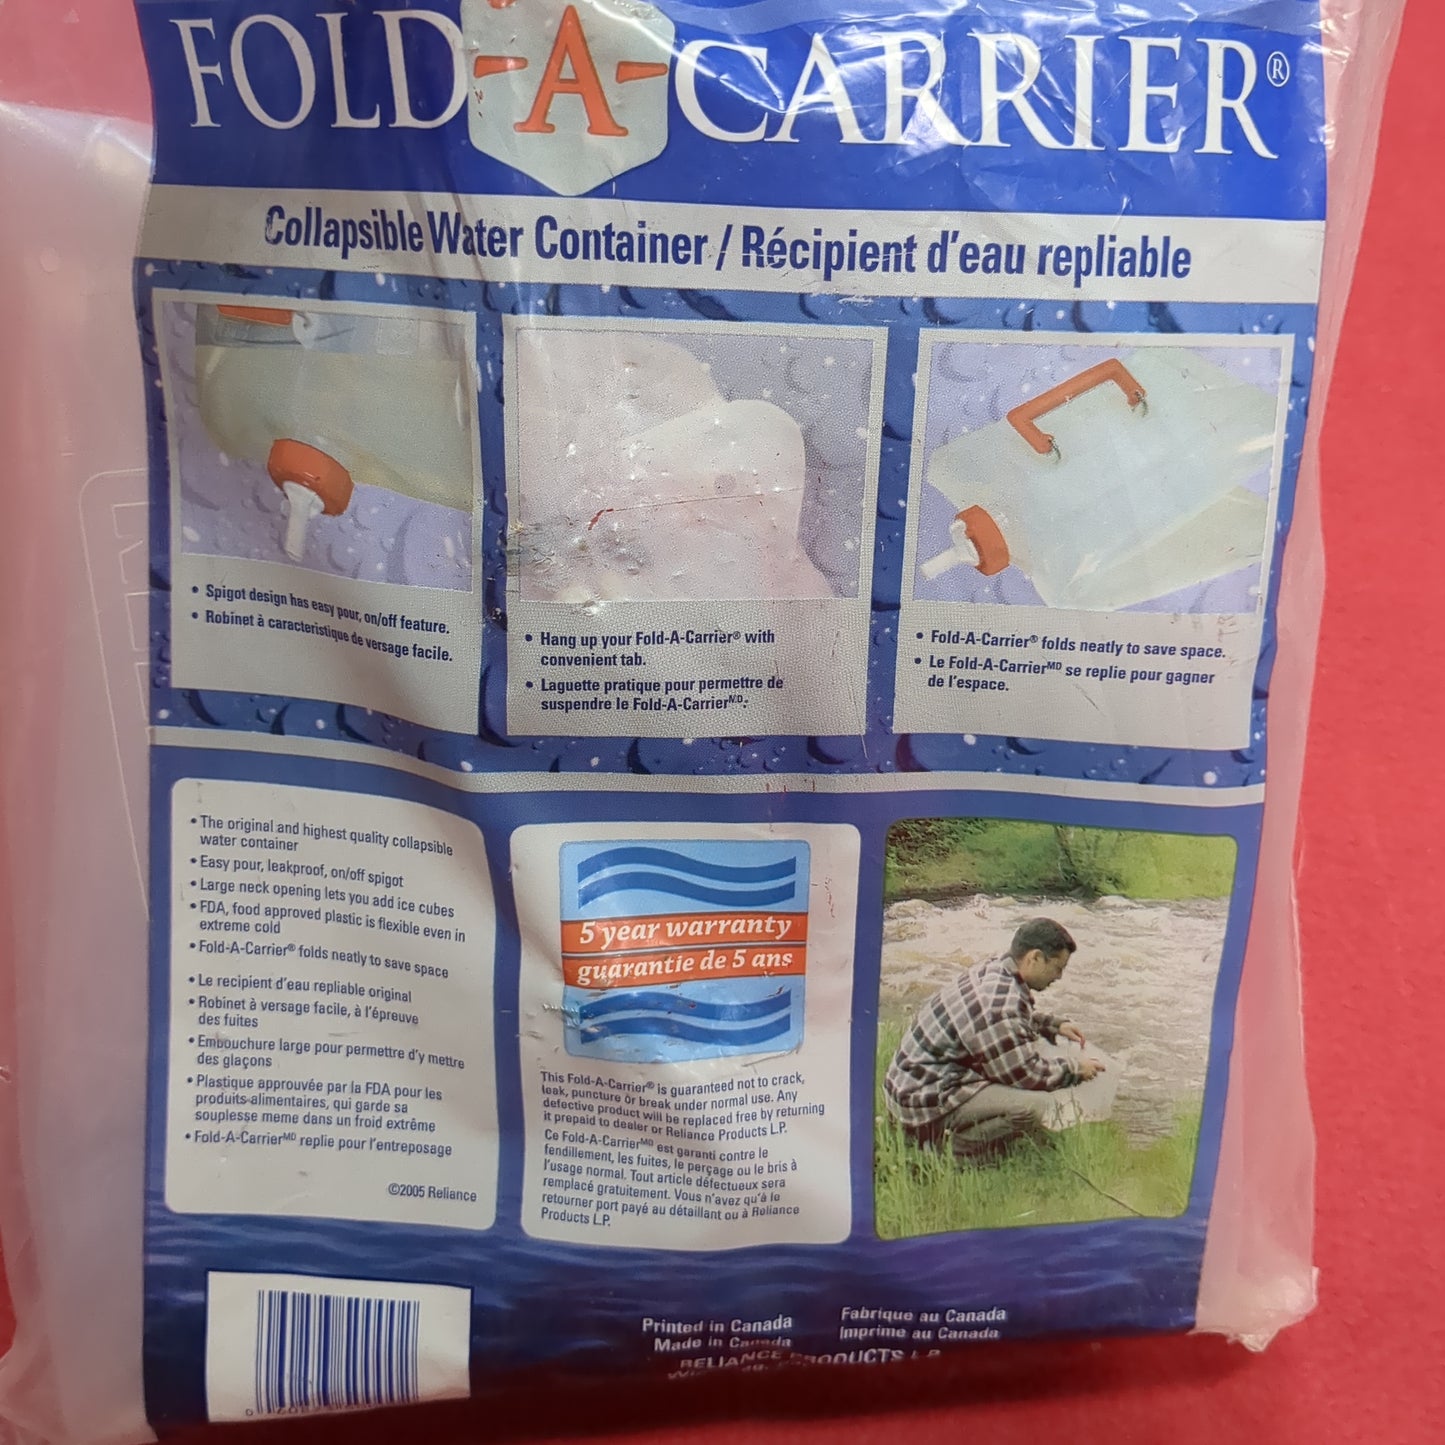 FOLD-A-CARRIER®
Collapsible Water Container / Récipient d'eau repliable
• Spigot design has easy pour, on/off feature.
• Robinet à caracteristique de versage facile.
• Hang up your Fold-A-Carrier® with
convenient tab.
• Laguette pratique pour permettre de
suspendre le Fold-A-Carrierᴹᴰ.
• Fold-A-Carrier® folds neatly to save space.
• Le Fold-A-Carrierᴹᴰ se replie pour gagner
de l'espace.
• The original and highest quality collapsible
water container
• Easy pour, leakproof, on/off spigot
• Large neck opening lets you add ice cubes
• FDA, food approved plastic is flexible even in
extreme cold
• Fold-A-Carrier® folds neatly to save space
• Le recipient d'eau repliable original
• Robinet à versage facile, à l'épreuve
des fuites
• Embouchure large pour permettre d'y mettre
des glaçons
• Plastique approuvée par la FDA pour les
produits-alimentaires, qui garde sa
souplesse meme dans un froid extrême
• Fold-A-Carrierᴹᴰ replie pour l'entreposage
©2005 Reliance
5 year warranty
guarantie de 5 ans
This Fold-A-Carrier® is guaranteed not to crack,
leak, puncture or break under normal use. Any
defective product will be replaced free by returning
it prepaid to dealer or Reliance Products L.P.
Ce Fold-A-Carrierᴹᴰ est garanti contre le
fendillement, les fuites, le perçage ou le bris à
l'usage normal. Tout article défectueux sera
remplacé gratuitement. Vous n'avez qu'à le
retourner port payé au détaillant ou à Reliance
Products L.P.
Printed in Canada
Made in Canada
Fabrique au Canada
Imprime au Canada
RELIANCE PRODUCTS L.P.